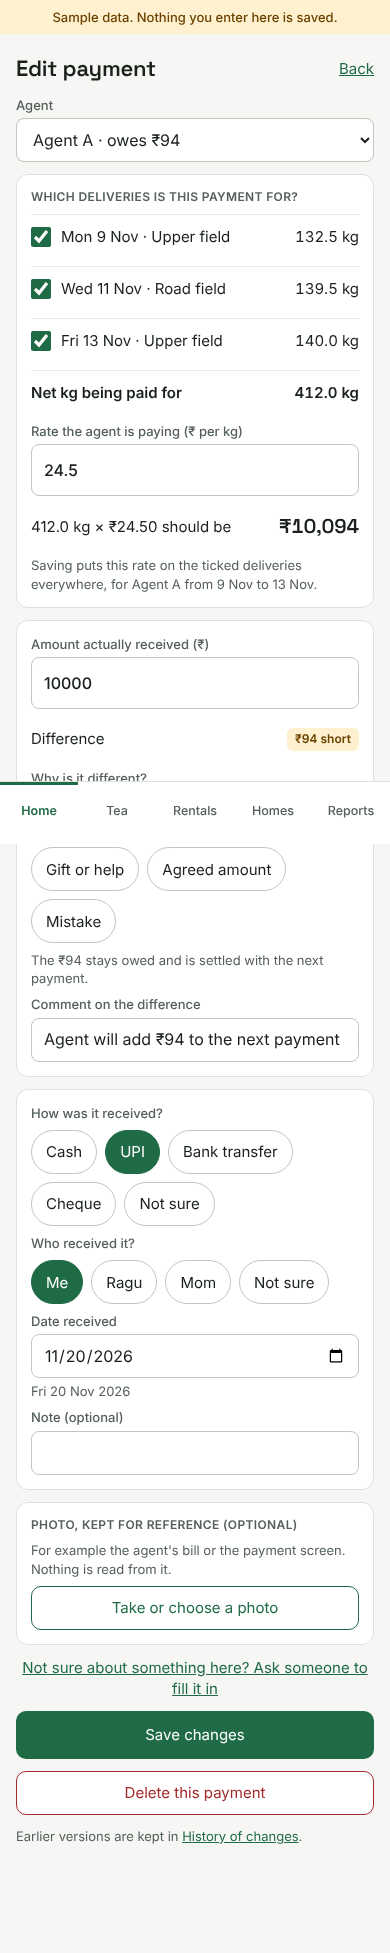 Sample data. Nothing you enter here is saved.
Edit payment
Back
Agent
Agent A · owes ₹94
WHICH DELIVERIES IS THIS PAYMENT FOR?
Mon 9 Nov · Upper field 132.5 kg
Wed 11 Nov · Road field 139.5 kg
Fri 13 Nov · Upper field 140.0 kg
Net kg being paid for 412.0 kg
Rate the agent is paying (₹ per kg)
24.5
412.0 kg × ₹24.50 should be ₹10,094
Saving puts this rate on the ticked deliveries
everywhere, for Agent A from 9 Nov to 13 Nov.
Amount actually received (₹)
10000
Difference ₹94 short
Why is it different?
Home Tea Rentals Homes Reports
Gift or help Agreed amount
Mistake
The ₹94 stays owed and is settled with the next
payment.
Comment on the difference
Agent will add ₹94 to the next payment
How was it received?
Cash UPI Bank transfer
Cheque Not sure
Who received it?
Me Ragu Mom Not sure
Date received
11/20/2026
Fri 20 Nov 2026
Note (optional)
PHOTO, KEPT FOR REFERENCE (OPTIONAL)
For example the agent's bill or the payment screen.
Nothing is read from it.
Take or choose a photo
Not sure about something here? Ask someone to
fill it in
Save changes
Delete this payment
Earlier versions are kept in History of changes.